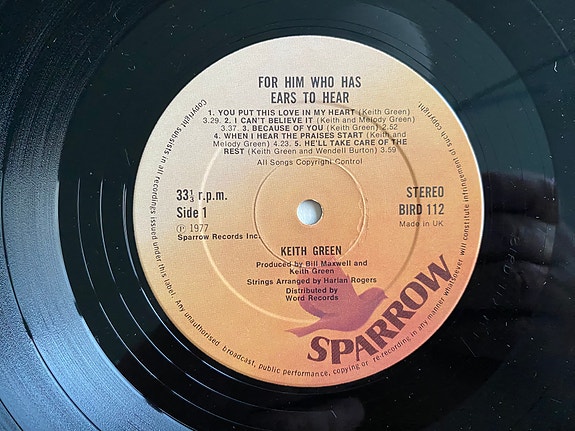 FOR HIM WHO HAS
EARS TO HEAR
1. YOU PUT THIS LOVE IN MY HEART (Keith Green)
3.29. 2. I CAN'T BELIEVE IT (Keith and Melody Green)
3.37. 3. BECAUSE OF YOU (Keith Green) 2.52
4. WHEN I HEAR THE PRAISES START (Keith and
Melody Green) 4.23. 5. HE'LL TAKE CARE OF THE
REST (Keith Green and Wendell Burton) 3.59
All Songs Copyright Control
33⅓ r.p.m.
Side 1
Ⓟ 1977
Sparrow Records Inc.
STEREO
BIRD 112
Made in UK
KEITH GREEN
Produced by Bill Maxwell and
Keith Green
Strings Arranged by Harlan Rogers
Distributed by
Word Records
SPARROW
Copyright subsists in all recordings issued under this label. Any unauthorised broadcast, public performance, copying or re recording in any manner whatsoever will constitute infringement of such copyright.